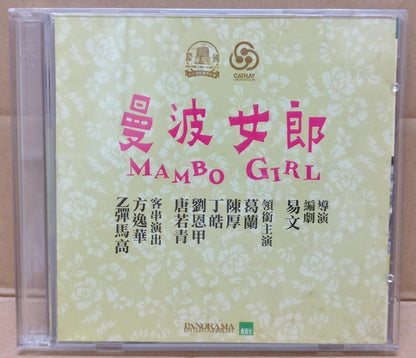 CATHAY
曼波女郎
MAMBO GIRL
導演
編劇
易文
領銜主演
葛蘭
陳厚
丁皓
劉恩甲
唐若青
客串演出
方逸華
乙彈馬高
PANORAMA
ENTERTAINMENT